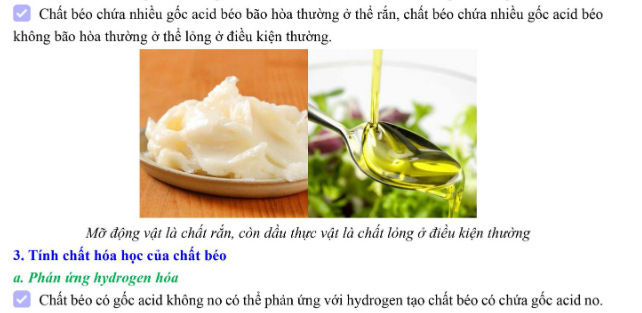 Chất béo chứa nhiều gốc acid béo bão hòa thường ở thể rắn, chất béo chứa nhiều gốc acid béo
không bão hòa thường ở thể lỏng ở điều kiện thường.
Mỡ động vật là chất rắn, còn dầu thực vật là chất lỏng ở điều kiện thường
3. Tính chất hóa học của chất béo
a. Phản ứng hydrogen hóa
Chất béo có gốc acid không no có thể phản ứng với hydrogen tạo chất béo có chứa gốc acid no.